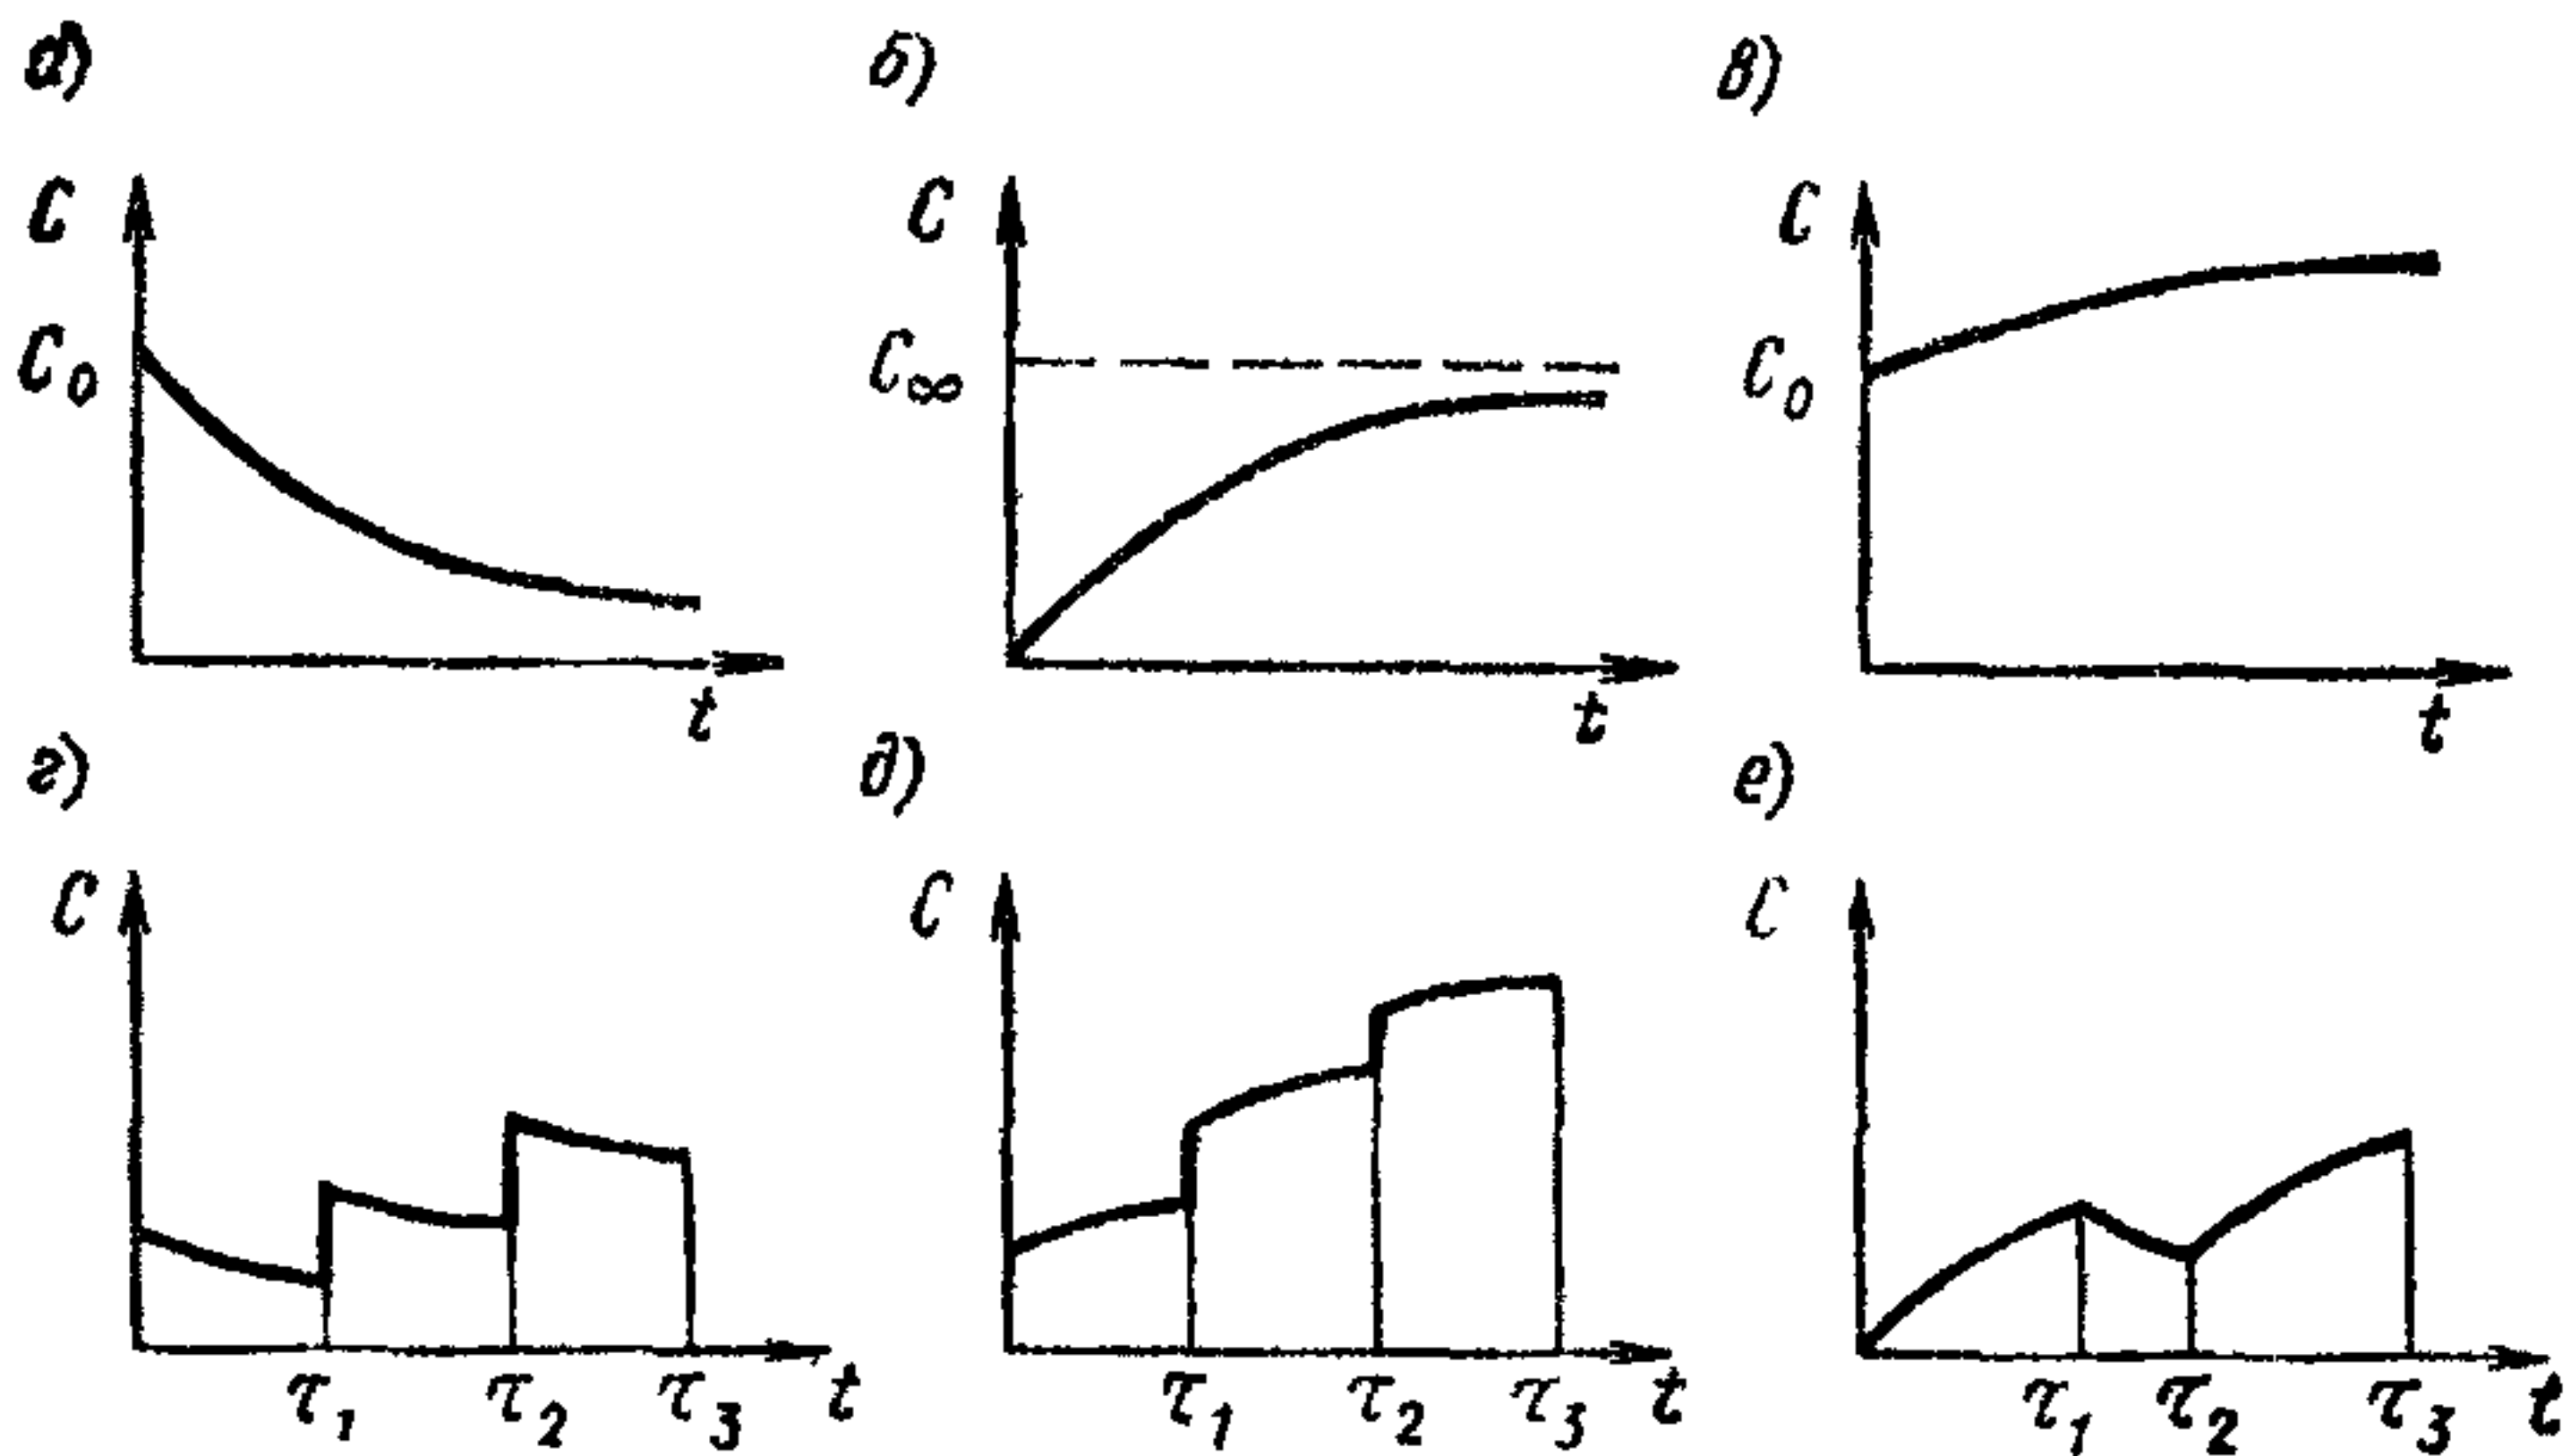 а) б) в)
C C C
C₀ C∞ C₀
t t t
г) д) е)
C C C
τ₁ τ₂ τ₃ t τ₁ τ₂ τ₃ t τ₁ τ₂ τ₃ t